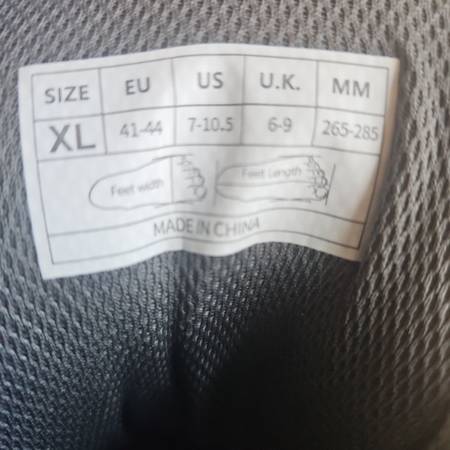 SIZE EU US U.K. MM
XL 41-44 7-10.5 6-9 265-285
Feet width Feet Length
MADE IN CHINA